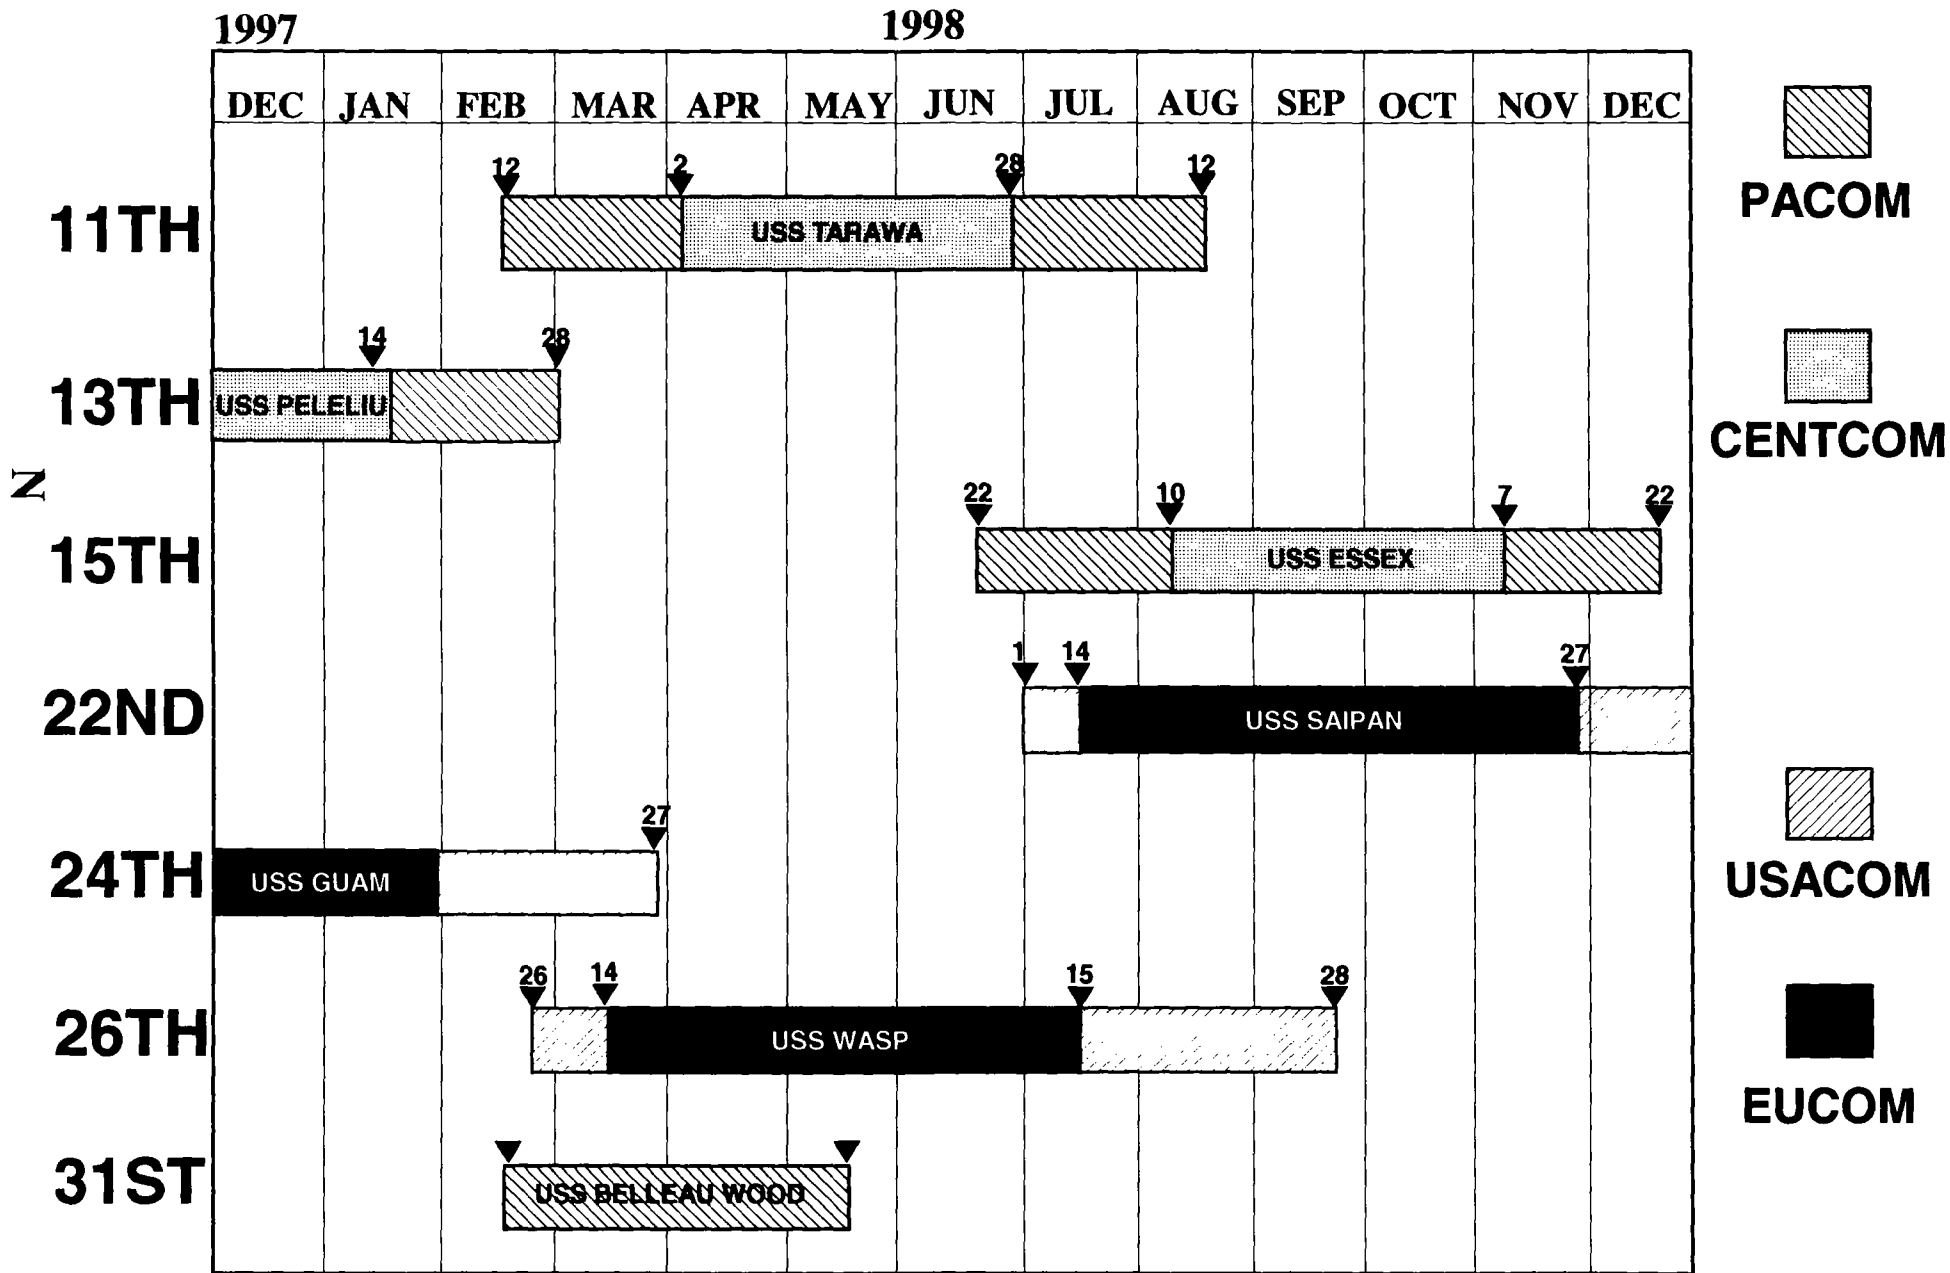 1997 1998
DEC JAN FEB MAR APR MAY JUN JUL AUG SEP OCT NOV DEC
PACOM
12 2 28 12
11TH USS TARAWA
14 28
13TH USS PELELIU
CENTCOM
N
22 10 7 22
15TH USS ESSEX
1 14 27
22ND USS SAIPAN
27
24TH USS GUAM
USACOM
26 14 15 28
26TH USS WASP
EUCOM
31ST USS BELLEAU WOOD